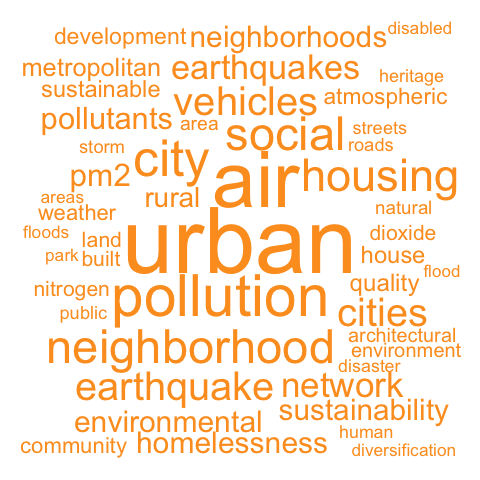 disabled
development neighborhoods
metropolitan earthquakes heritage
sustainable vehicles atmospheric
pollutants area social streets
storm city roads
pm2 air housing
areas rural natural
weather urban dioxide
floods land house
park built flood
nitrogen pollution quality
public cities
neighborhood architectural
environment
disaster
earthquake network
environmental sustainability
community homelessness human
diversification